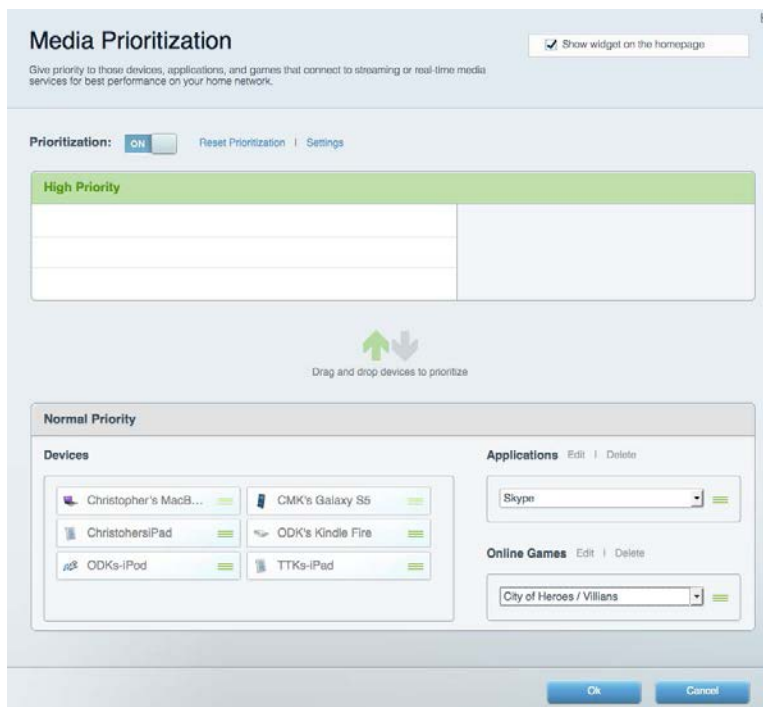 Media Prioritization
Show widget on the homepage
Give priority to those devices, applications, and games that connect to streaming or real-time media
services for best performance on your home network.
Prioritization: ON Reset Prioritization | Settings
High Priority
Drag and drop devices to prioritize
Normal Priority
Devices
Applications Edit | Delete
Christopher's MacB... CMK's Galaxy S5
Skype
ChristohersiPad ODK's Kindle Fire
Online Games Edit | Delete
ODKs-iPod TTKs-iPad
City of Heroes / Villians
Ok Cancel